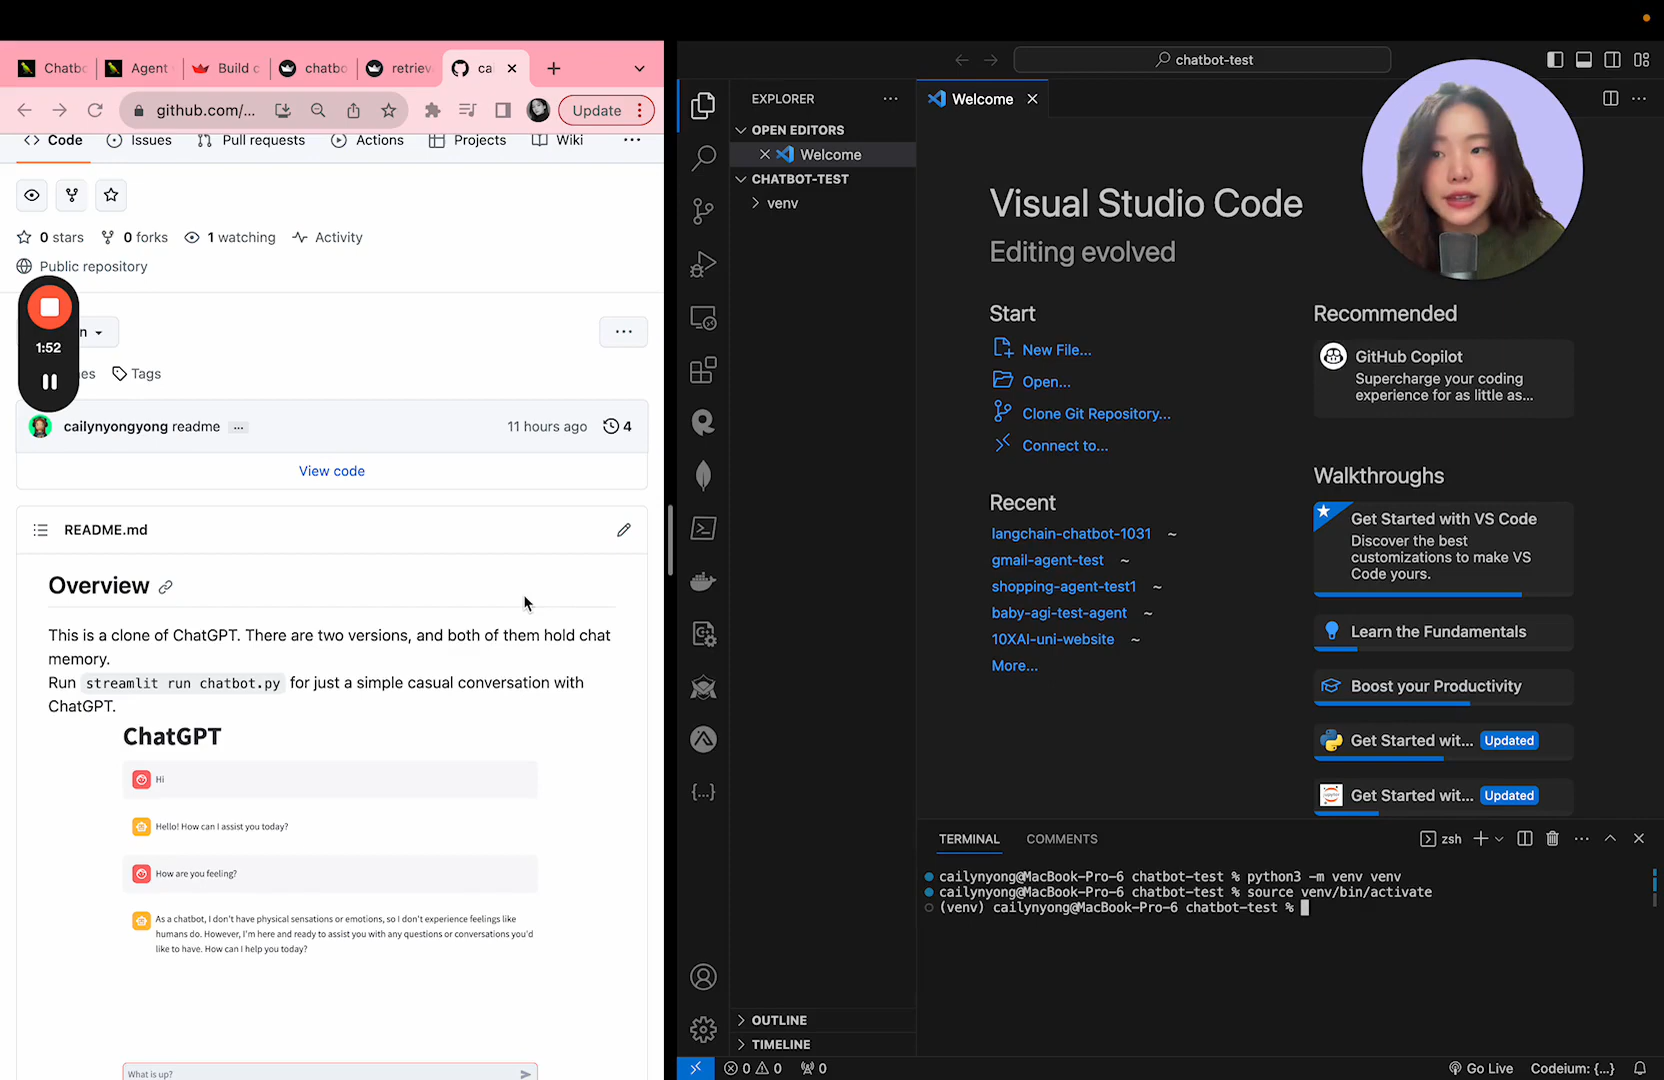 Chatbo
Agent
Build c
chatbo
retriev
ca
github.com/...
Update
Code
Issues
Pull requests
Actions
Projects
Wiki
0 stars
0 forks
1 watching
Activity
Public repository
1:52
n
es
Tags
cailynyongyong readme
11 hours ago
4
View code
README.md
Overview
This is a clone of ChatGPT. There are two versions, and both of them hold chat
memory.
Run streamlit run chatbot.py for just a simple casual conversation with
ChatGPT.
ChatGPT
Hi
Hello! How can I assist you today?
How are you feeling?
As a chatbot, I don't have physical sensations or emotions, so I don't experience feelings like
humans do. However, I'm here and ready to assist you with any questions or conversations you'd
like to have. How can I help you today?
What is up?
chatbot-test
EXPLORER
OPEN EDITORS
Welcome
CHATBOT-TEST
venv
OUTLINE
TIMELINE
Welcome
Visual Studio Code
Editing evolved
Start
New File...
Open...
Clone Git Repository...
Connect to...
Recent
langchain-chatbot-1031 ~
gmail-agent-test ~
shopping-agent-test1 ~
baby-agi-test-agent ~
10XAI-uni-website ~
More...
Recommended
GitHub Copilot
Supercharge your coding
experience for as little as...
Walkthroughs
Get Started with VS Code
Discover the best
customizations to make VS
Code yours.
Learn the Fundamentals
Boost your Productivity
Get Started wit... Updated
Get Started wit... Updated
TERMINAL
COMMENTS
zsh
cailynyong@MacBook-Pro-6 chatbot-test % python3 -m venv venv
cailynyong@MacBook-Pro-6 chatbot-test % source venv/bin/activate
(venv) cailynyong@MacBook-Pro-6 chatbot-test %
0
0
0
Go Live
Codeium: {...}